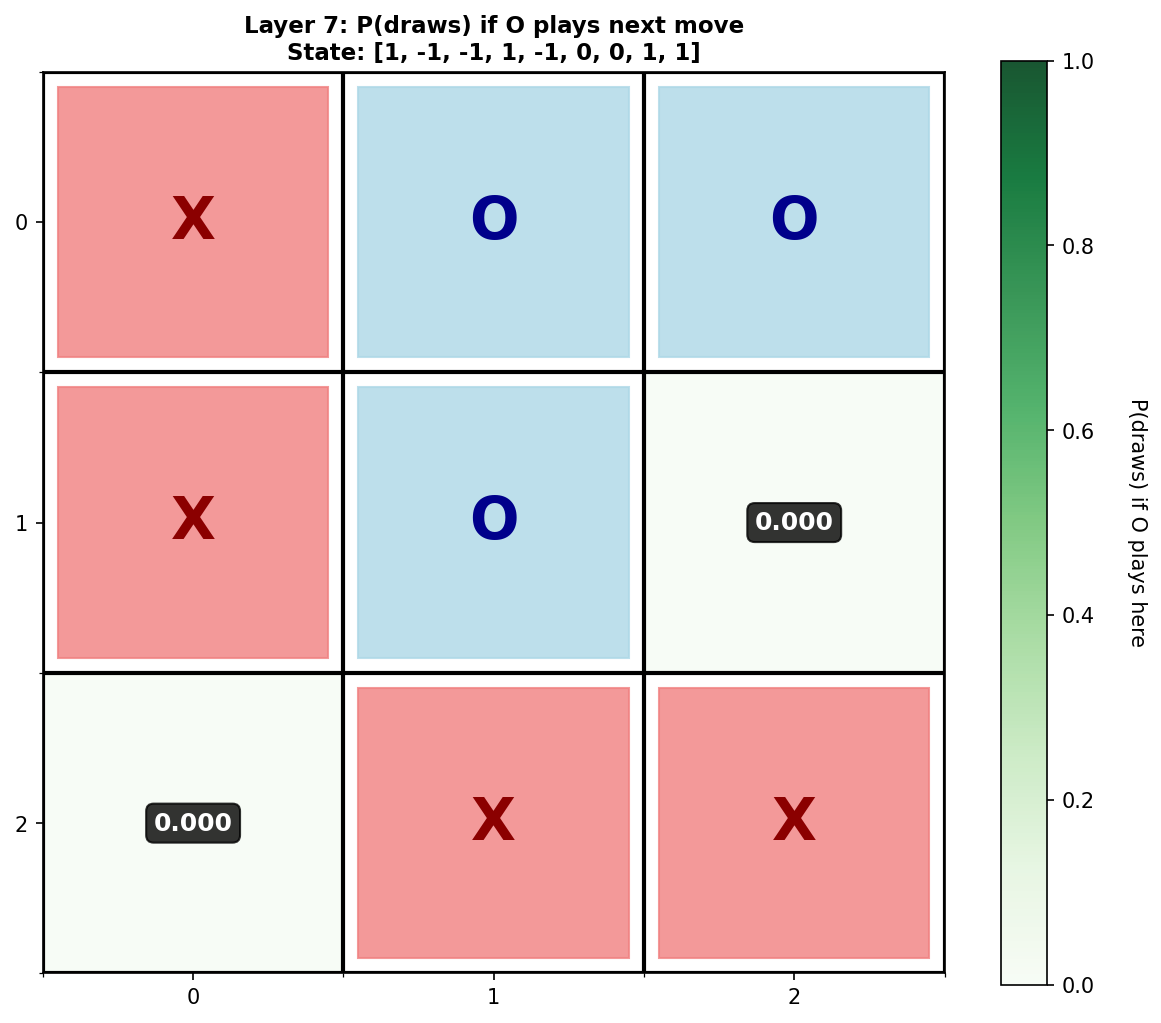 Layer 7: P(draws) if O plays next move
State: [1, -1, -1, 1, -1, 0, 0, 1, 1]
X O O
X O 0.000
0.000 X X
0
1
2
0 1 2
1.0
0.8
0.6
0.4
0.2
0.0
P(draws) if O plays here